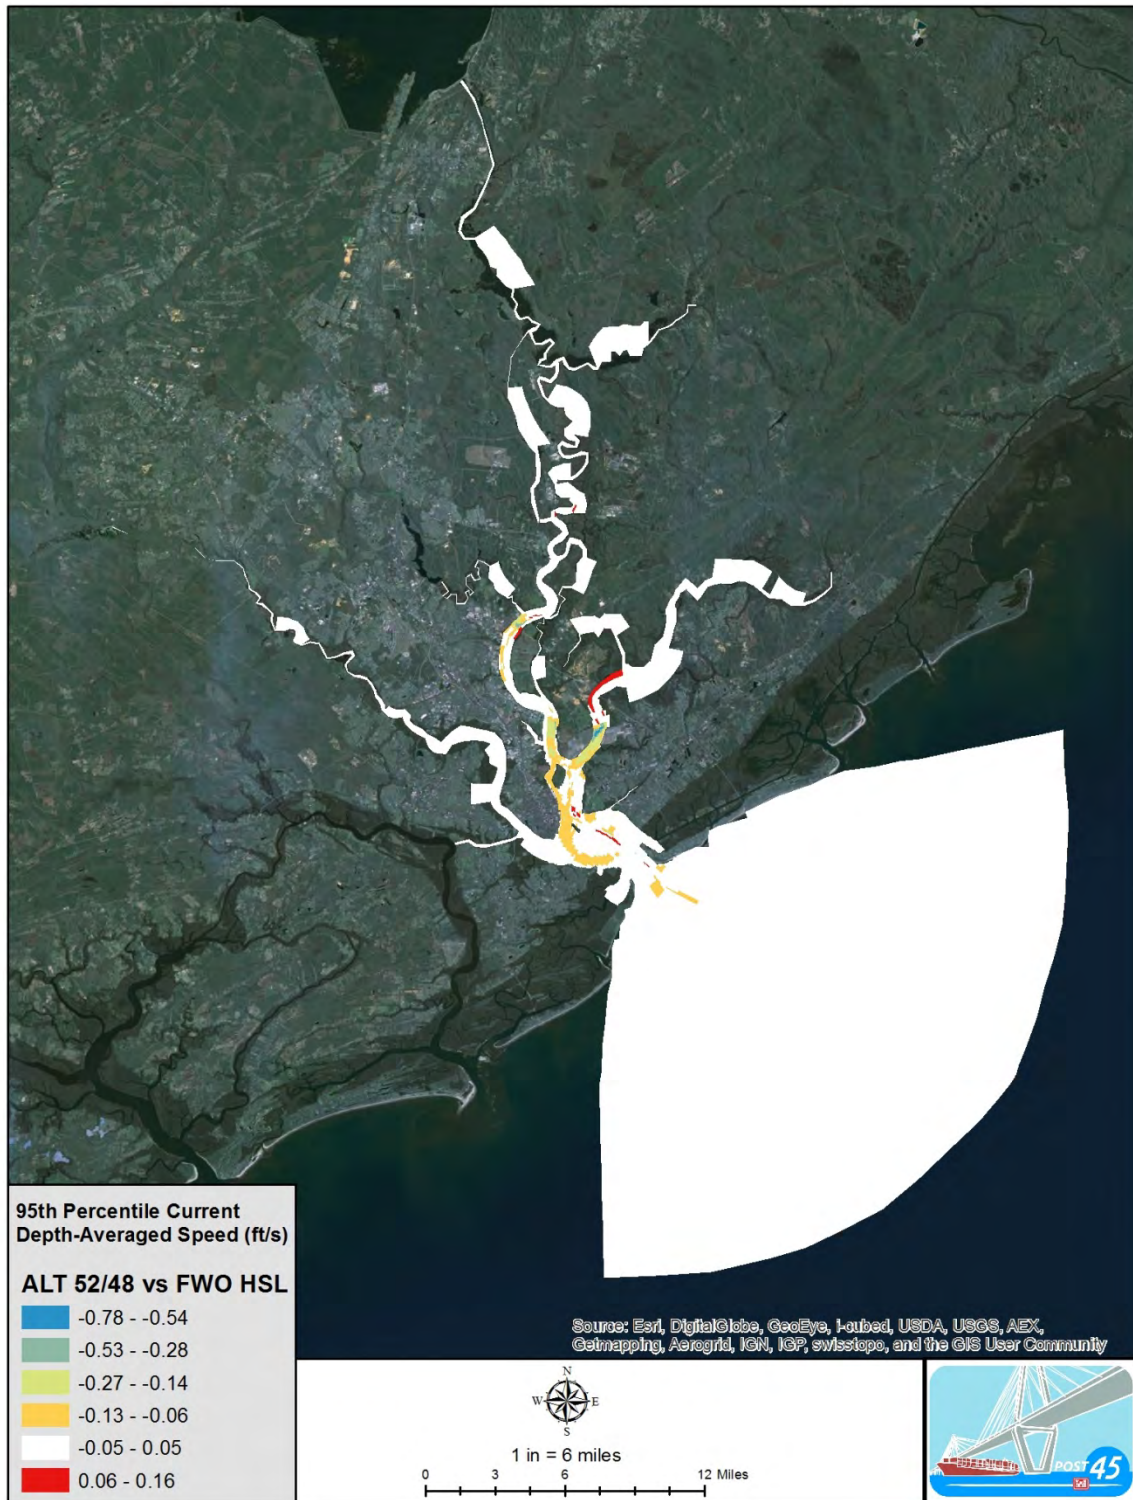 95th Percentile Current
Depth-Averaged Speed (ft/s)
ALT 52/48 vs FWO HSL
-0.78 - -0.54
-0.53 - -0.28
-0.27 - -0.14
-0.13 - -0.06
-0.05 - 0.05
0.06 - 0.16
Source: Esri, DigitalGlobe, GeoEye, i-cubed, USDA, USGS, AEX,
Getmapping, Aerogrid, IGN, IGP, swisstopo, and the GIS User Community
N
W E
S
1 in = 6 miles
0 3 6 12 Miles
POST 45